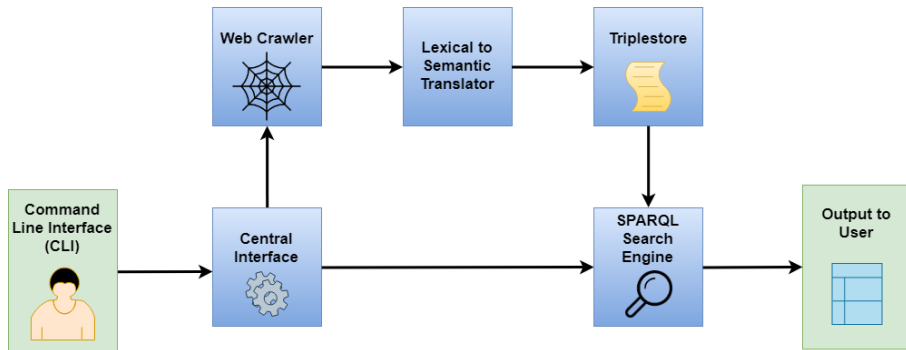 Web Crawler
Lexical to
Semantic
Translator
Triplestore
Command
Line Interface
(CLI)
Central
Interface
SPARQL
Search
Engine
Output to
User